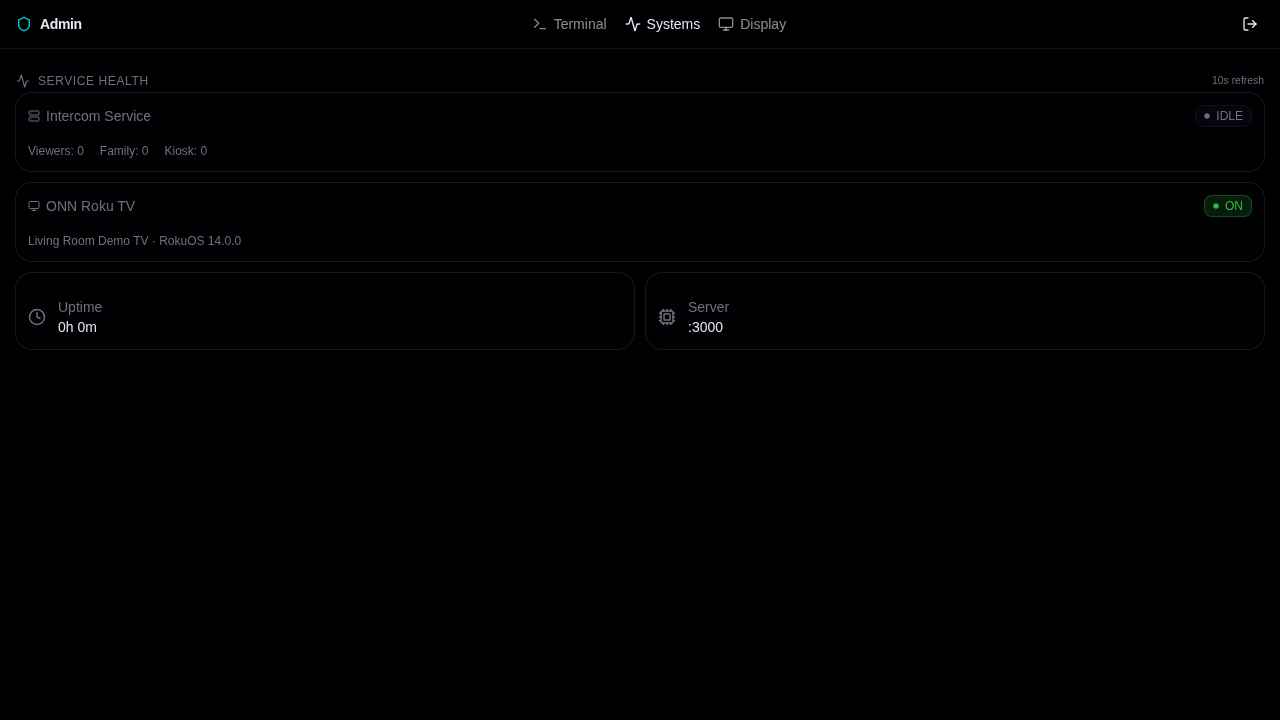 Admin
Terminal Systems Display
SERVICE HEALTH 10s refresh
Intercom Service IDLE
Viewers: 0 Family: 0 Kiosk: 0
ONN Roku TV ON
Living Room Demo TV · RokuOS 14.0.0
Uptime
0h 0m
Server
:3000